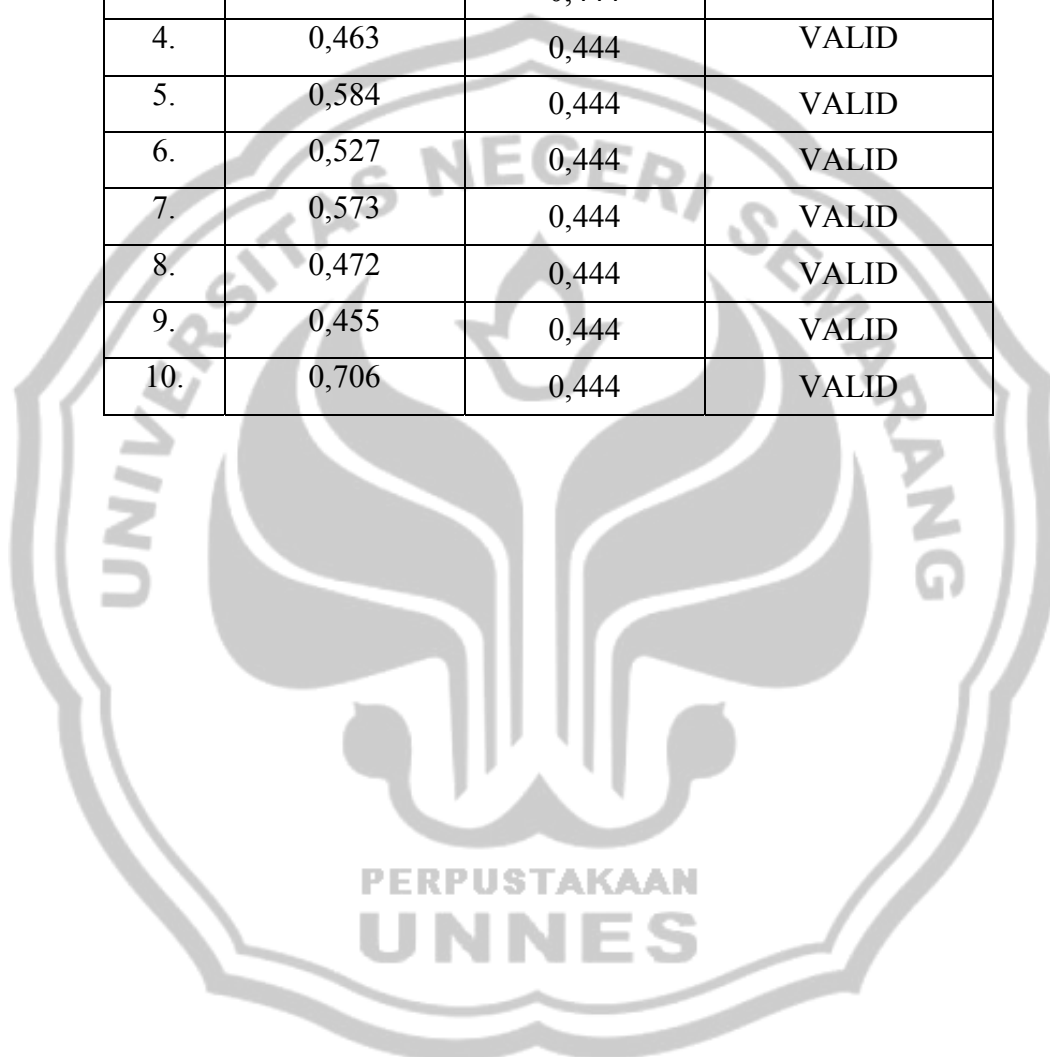 4. 0,463 0,444 VALID
5. 0,584 0,444 VALID
6. 0,527 0,444 VALID
7. 0,573 0,444 VALID
8. 0,472 0,444 VALID
9. 0,455 0,444 VALID
10. 0,706 0,444 VALID
UNIVERSITAS NEGERI SEMARANG
PERPUSTAKAAN
UNNES